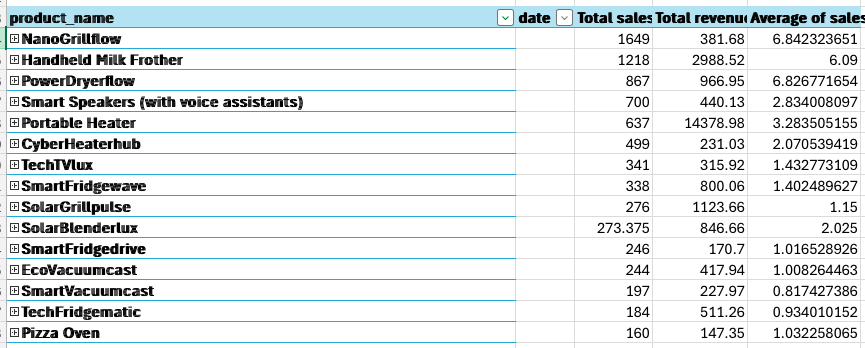 product_name date Total sales Total revenu Average of sales
NanoGrillflow 1649 381.68 6.842323651
Handheld Milk Frother 1218 2988.52 6.09
PowerDryerflow 867 966.95 6.826771654
Smart Speakers (with voice assistants) 700 440.13 2.834008097
Portable Heater 637 14378.98 3.283505155
CyberHeaterhub 499 231.03 2.070539419
TechTVlux 341 315.92 1.432773109
SmartFridgewave 338 800.06 1.402489627
SolarGrillpulse 276 1123.66 1.15
SolarBlenderlux 273.375 846.66 2.025
SmartFridgedrive 246 170.7 1.016528926
EcoVacuumcast 244 417.94 1.008264463
SmartVacuumcast 197 227.97 0.817427386
TechFridgematic 184 511.26 0.934010152
Pizza Oven 160 147.35 1.032258065